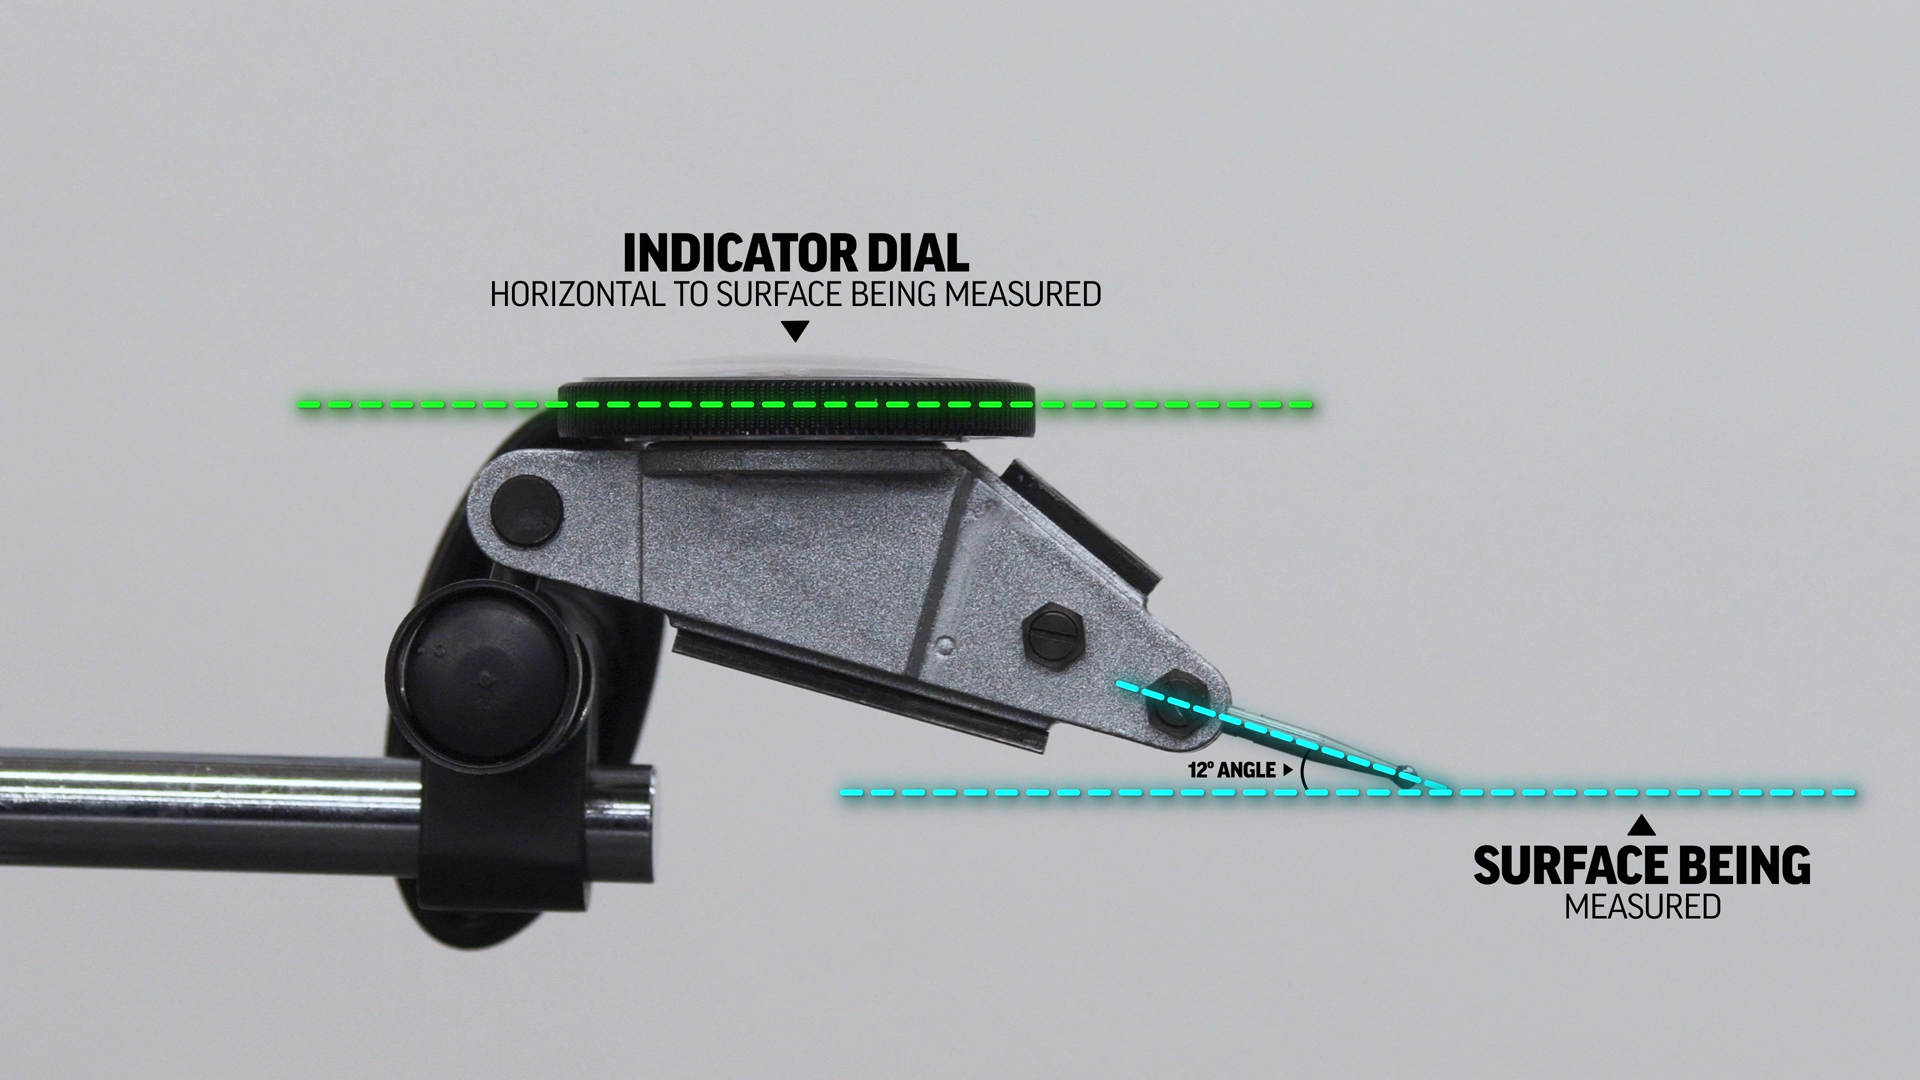 INDICATOR DIAL
HORIZONTAL TO SURFACE BEING MEASURED
12° ANGLE
SURFACE BEING
MEASURED